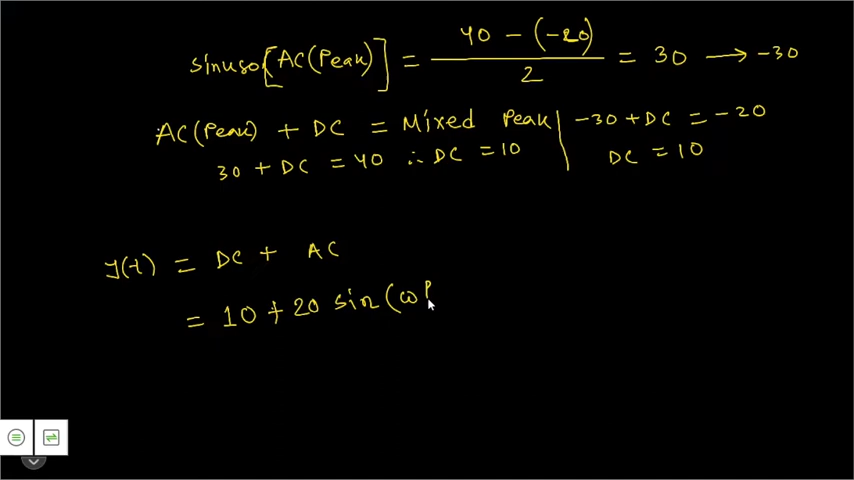 sinuso[AC(Peak)] = 40 - (-20) / 2 = 30 → -30
AC(Peak) + DC = Mixed Peak | -30 + DC = -20
30 + DC = 40 ∴ DC = 10 | DC = 10
y(t) = DC + AC
= 10 + 20 sin(ω